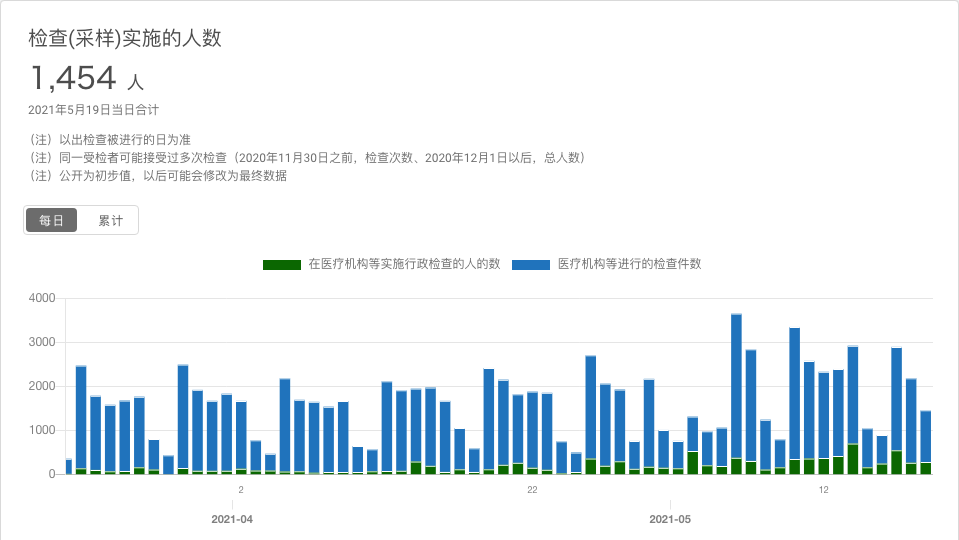 检查(采样)实施的人数
1,454 人
2021年5月19日当日合计
（注）以出检查被进行的日为准
（注）同一受检者可能接受过多次检查（2020年11月30日之前，检查次数、2020年12月1日以后，总人数）
（注）公开为初步值，以后可能会修改为最终数据
每日 累计
在医疗机构等实施行政检查的人的数 医疗机构等进行的检查件数
4000
3000
2000
1000
0
2 22 12
2021-04 2021-05